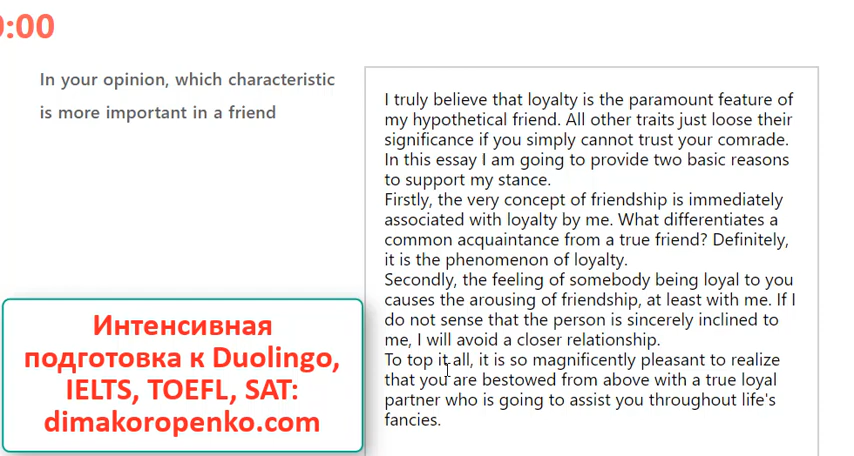 0:00
In your opinion, which characteristic
is more important in a friend
I truly believe that loyalty is the paramount feature of
my hypothetical friend. All other traits just loose their
significance if you simply cannot trust your comrade.
In this essay I am going to provide two basic reasons
to support my stance.
Firstly, the very concept of friendship is immediately
associated with loyalty by me. What differentiates a
common acquaintance from a true friend? Definitely,
it is the phenomenon of loyalty.
Secondly, the feeling of somebody being loyal to you
causes the arousing of friendship, at least with me. If I
do not sense that the person is sincerely inclined to
me, I will avoid a closer relationship.
To top it all, it is so magnificently pleasant to realize
that you are bestowed from above with a true loyal
partner who is going to assist you throughout life's
fancies.
Интенсивная
подготовка к Duolingo,
IELTS, TOEFL, SAT:
dimakoropenko.com